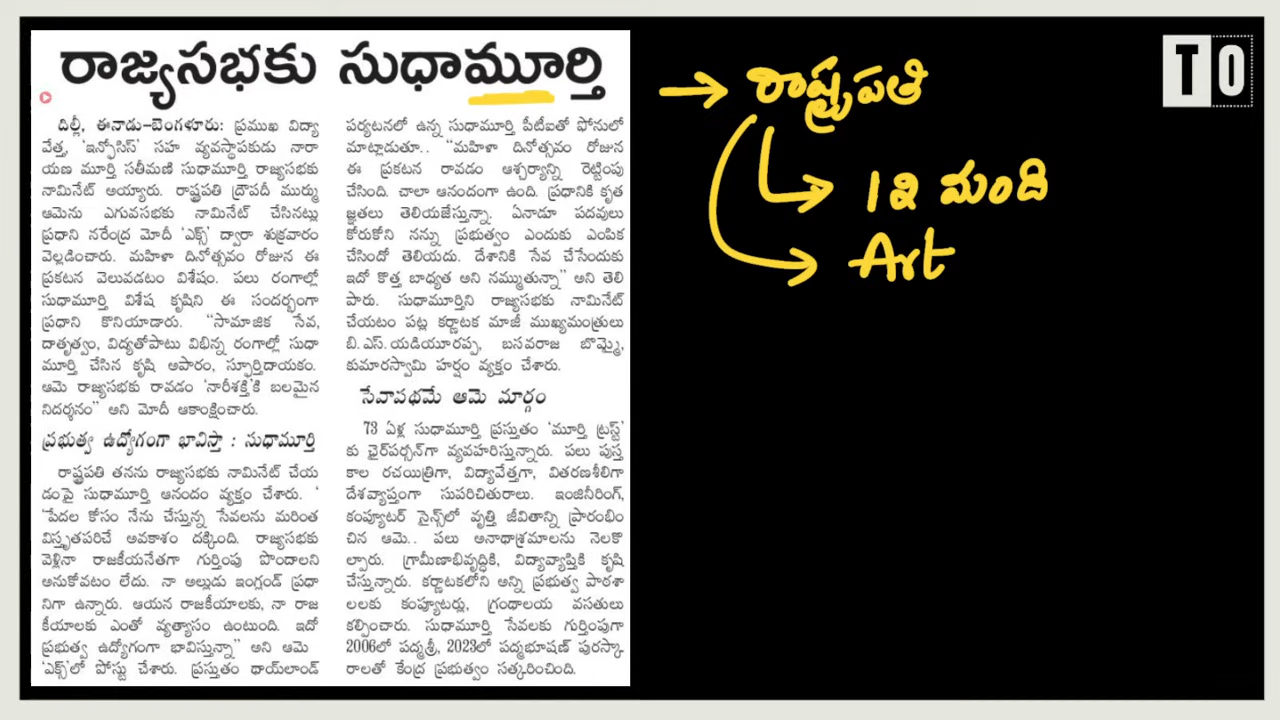 రాజ్యసభకు సుధామూర్తి
దిల్లీ, ఈనాడు-బెంగళూరు: ప్రముఖ విద్యా
వేత్త, ‘ఇన్ఫోసిస్’ సహ వ్యవస్థాపకుడు నారా
యణ మూర్తి సతీమణి సుధామూర్తి రాజ్యసభకు
నామినేట్ అయ్యారు. రాష్ట్రపతి ద్రౌపదీ ముర్ము
ఆమెను ఎగువసభకు నామినేట్ చేసినట్లు
ప్రధాని నరేంద్ర మోదీ ‘ఎక్స్’ ద్వారా శుక్రవారం
వెల్లడించారు. మహిళా దినోత్సవం రోజున ఈ
ప్రకటన వెలువడటం విశేషం. పలు రంగాల్లో
సుధామూర్తి విశేష కృషిని ఈ సందర్భంగా
ప్రధాని కొనియాడారు. “సామాజిక సేవ,
దాతృత్వం, విద్యతోపాటు విభిన్న రంగాల్లో సుధా
మూర్తి చేసిన కృషి అపారం, స్ఫూర్తిదాయకం.
ఆమె రాజ్యసభకు రావడం ‘నారీశక్తి’కి బలమైన
నిదర్శనం” అని మోదీ ఆకాంక్షించారు.
ప్రభుత్వ ఉద్యోగంగా భావిస్తా : సుధామూర్తి
రాష్ట్రపతి తనను రాజ్యసభకు నామినేట్ చేయ
డంపై సుధామూర్తి ఆనందం వ్యక్తం చేశారు. ‘
‘పేదల కోసం నేను చేస్తున్న సేవలను మరింత
విస్తృతపరిచే అవకాశం దక్కింది. రాజ్యసభకు
వెళ్లినా రాజకీయనేతగా గుర్తింపు పొందాలని
అనుకోవటం లేదు. నా అల్లుడు ఇంగ్లండ్ ప్రధా
నిగా ఉన్నారు. ఆయన రాజకీయాలకు, నా రాజ
కీయాలకు ఎంతో వ్యత్యాసం ఉంటుంది. ఇదో
ప్రభుత్వ ఉద్యోగంగా భావిస్తున్నా” అని ఆమె
‘ఎక్స్’లో పోస్టు చేశారు. ప్రస్తుతం థాయ్‌లాండ్
పర్యటనలో ఉన్న సుధామూర్తి పీటీఐతో ఫోనులో
మాట్లాడుతూ.. “మహిళా దినోత్సవం రోజున
ఈ ప్రకటన రావడం ఆశ్చర్యాన్ని రెట్టింపు
చేసింది. చాలా ఆనందంగా ఉంది. ప్రధానికి కృత
జ్ఞతలు తెలియజేస్తున్నా. ఏనాడూ పదవులు
కోరుకోని నన్ను ప్రభుత్వం ఎందుకు ఎంపిక
చేసిందో తెలియదు. దేశానికి సేవ చేసేందుకు
ఇదో కొత్త బాధ్యత అని నమ్ముతున్నా” అని తెలి
పారు. సుధామూర్తిని రాజ్యసభకు నామినేట్
చేయటం పట్ల కర్ణాటక మాజీ ముఖ్యమంత్రులు
బి.ఎస్.యడియూరప్ప, బసవరాజ బొమ్మై,
కుమారస్వామి హర్షం వ్యక్తం చేశారు.
సేవాపథమే ఆమె మార్గం
73 ఏళ్ల సుధామూర్తి ప్రస్తుతం ‘మూర్తి ట్రస్ట్’
కు ఛైర్‌పర్సన్‌గా వ్యవహరిస్తున్నారు. పలు పుస్త
కాల రచయిత్రిగా, విద్యావేత్తగా, వితరణశీలిగా
దేశవ్యాప్తంగా సుపరిచితురాలు. ఇంజినీరింగ్,
కంప్యూటర్ సైన్స్‌లో వృత్తి జీవితాన్ని ప్రారంభిం
చిన ఆమె.. పలు అనాథాశ్రమాలను నెలకొ
ల్పారు. గ్రామీణాభివృద్ధికి, విద్యావ్యాప్తికి కృషి
చేస్తున్నారు. కర్ణాటకలోని అన్ని ప్రభుత్వ పాఠశా
లలకు కంప్యూటర్లు, గ్రంథాలయ వసతులు
కల్పించారు. సుధామూర్తి సేవలకు గుర్తింపుగా
2006లో పద్మశ్రీ, 2023లో పద్మభూషణ్ పురస్కా
రాలతో కేంద్ర ప్రభుత్వం సత్కరించింది.
రాష్ట్రపతి
12 మంది
Art
TO